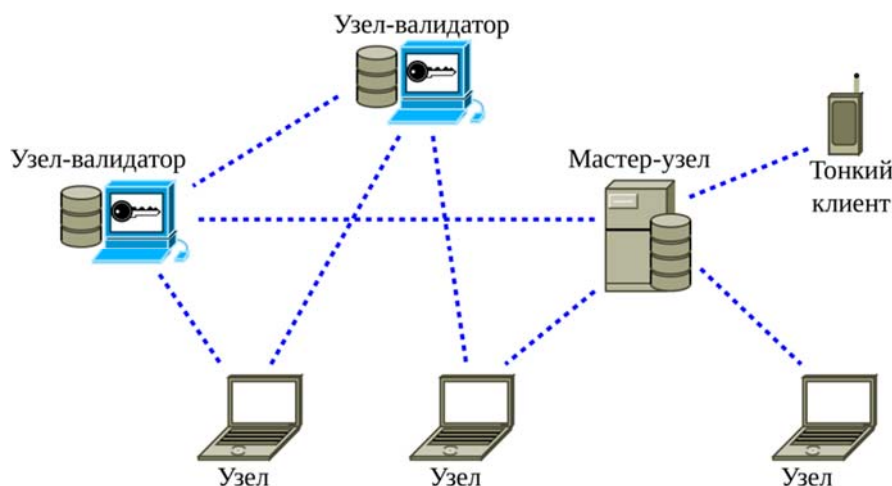 Узел-валидатор
Узел-валидатор
Мастер-узел
Тонкий
клиент
Узел
Узел
Узел